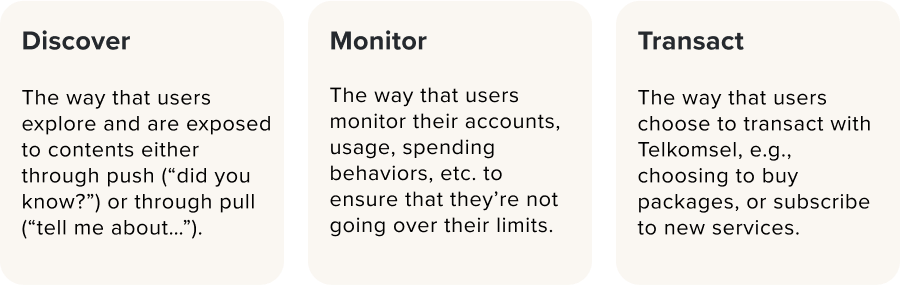 Discover
The way that users
explore and are exposed
to contents either
through push (“did you
know?”) or through pull
(“tell me about...”).
Monitor
The way that users
monitor their accounts,
usage, spending
behaviors, etc. to
ensure that they’re not
going over their limits.
Transact
The way that users
choose to transact with
Telkomsel, e.g.,
choosing to buy
packages, or subscribe
to new services.